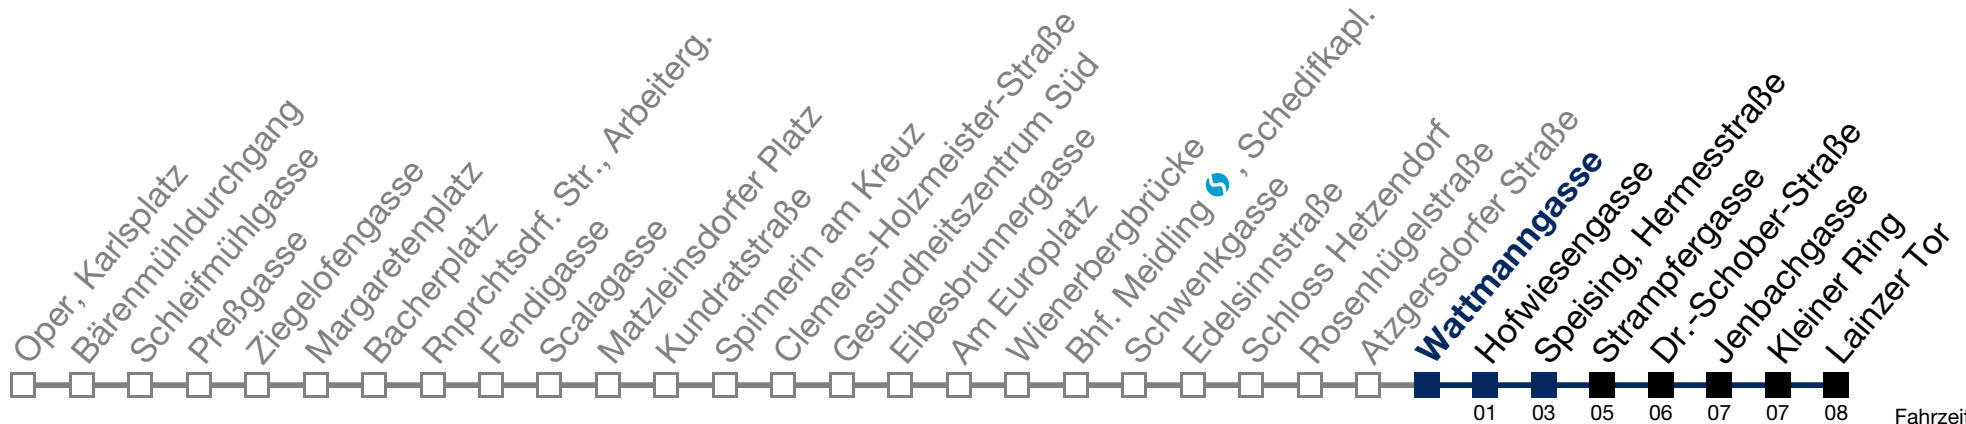 Oper, Karlsplatz
Bärenmühldurchgang
Schleifmühlgasse
Preßgasse
Ziegelofengasse
Margaretenplatz
Bacherplatz
Rnprchtsdrf. Str., Arbeiterg.
Fendigasse
Scalagasse
Matzleinsdorfer Platz
Kundratstraße
Spinnerin am Kreuz
Clemens-Holzmeister-Straße
Gesundheitszentrum Süd
Eibesbrunnergasse
Am Europlatz
Wienerbergbrücke
Bhf. Meidling , Schedifkapl.
Schwenkgasse
Edelsinnstraße
Schloss Hetzendorf
Rosenhügelstraße
Atzgersdorfer Straße
Wattmanngasse
Hofwiesengasse
Speising, Hermesstraße
Strampfergasse
Dr.-Schober-Straße
Jenbachgasse
Kleiner Ring
Lainzer Tor
01 03 05 06 07 07 08 Fahrzeit